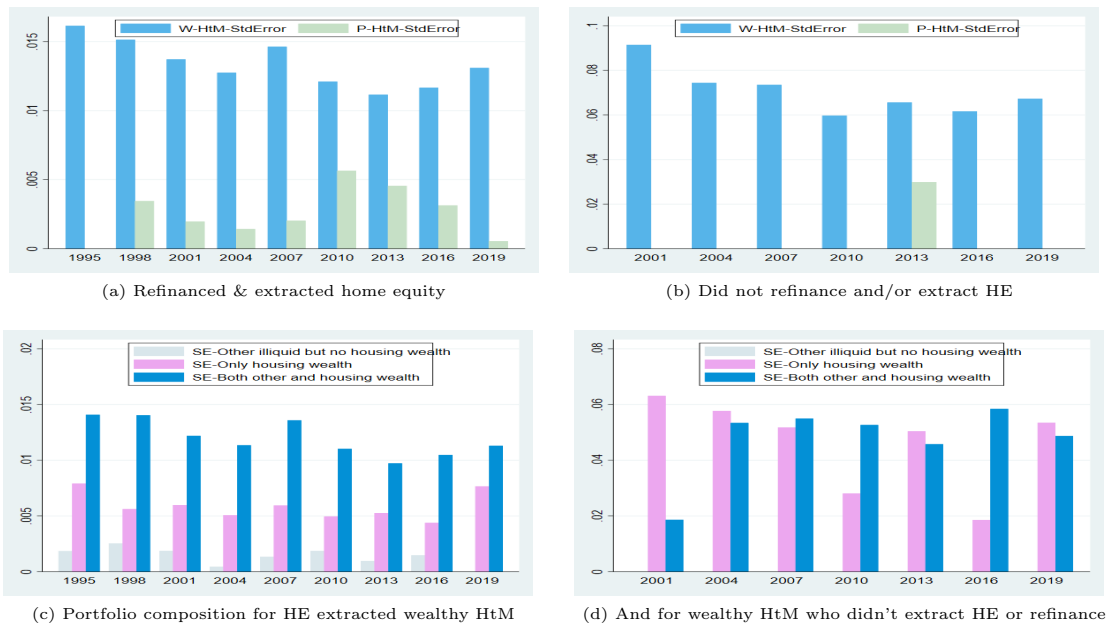 W-HtM-StdError P-HtM-StdError
.015
.01
.005
0
1995 1998 2001 2004 2007 2010 2013 2016 2019
(a) Refinanced & extracted home equity
W-HtM-StdError P-HtM-StdError
.1
.08
.06
.04
.02
0
2001 2004 2007 2010 2013 2016 2019
(b) Did not refinance and/or extract HE
SE-Other illiquid but no housing wealth
SE-Only housing wealth
SE-Both other and housing wealth
.02
.015
.01
.005
0
1995 1998 2001 2004 2007 2010 2013 2016 2019
(c) Portfolio composition for HE extracted wealthy HtM
SE-Other illiquid but no housing wealth
SE-Only housing wealth
SE-Both other and housing wealth
.08
.06
.04
.02
0
2001 2004 2007 2010 2013 2016 2019
(d) And for wealthy HtM who didn't extract HE or refinance